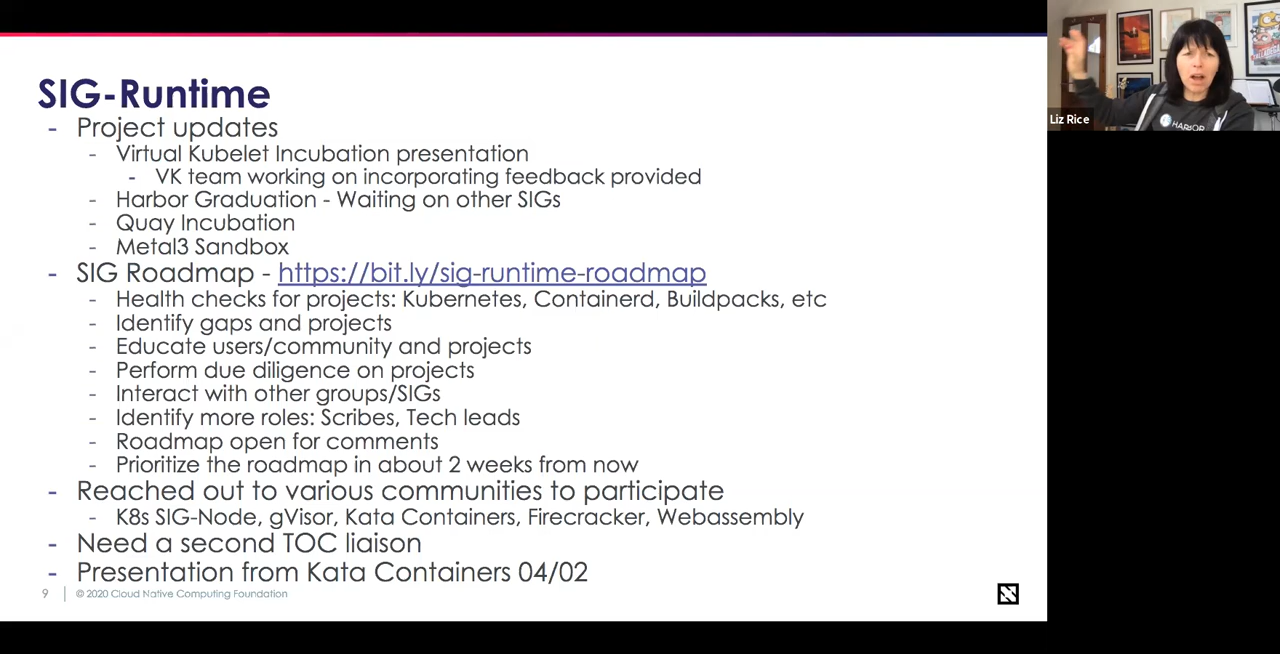 SIG-Runtime
- Project updates
- Virtual Kubelet Incubation presentation
- VK team working on incorporating feedback provided
- Harbor Graduation - Waiting on other SIGs
- Quay Incubation
- Metal3 Sandbox
- SIG Roadmap - https://bit.ly/sig-runtime-roadmap
- Health checks for projects: Kubernetes, Containerd, Buildpacks, etc
- Identify gaps and projects
- Educate users/community and projects
- Perform due diligence on projects
- Interact with other groups/SIGs
- Identify more roles: Scribes, Tech leads
- Roadmap open for comments
- Prioritize the roadmap in about 2 weeks from now
- Reached out to various communities to participate
- K8s SIG-Node, gVisor, Kata Containers, Firecracker, Webassembly
- Need a second TOC liaison
- Presentation from Kata Containers 04/02
9 | © 2020 Cloud Native Computing Foundation
Liz Rice
HARBOR